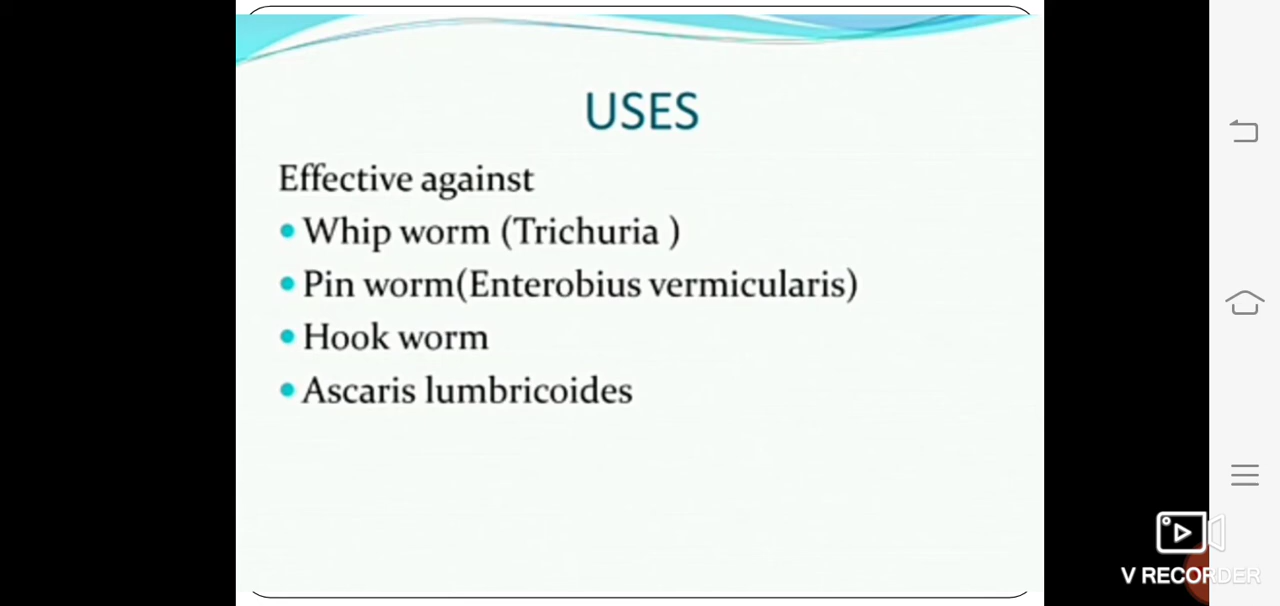 USES
Effective against
• Whip worm (Trichuria )
• Pin worm(Enterobius vermicularis)
• Hook worm
• Ascaris lumbricoides
V RECORDER